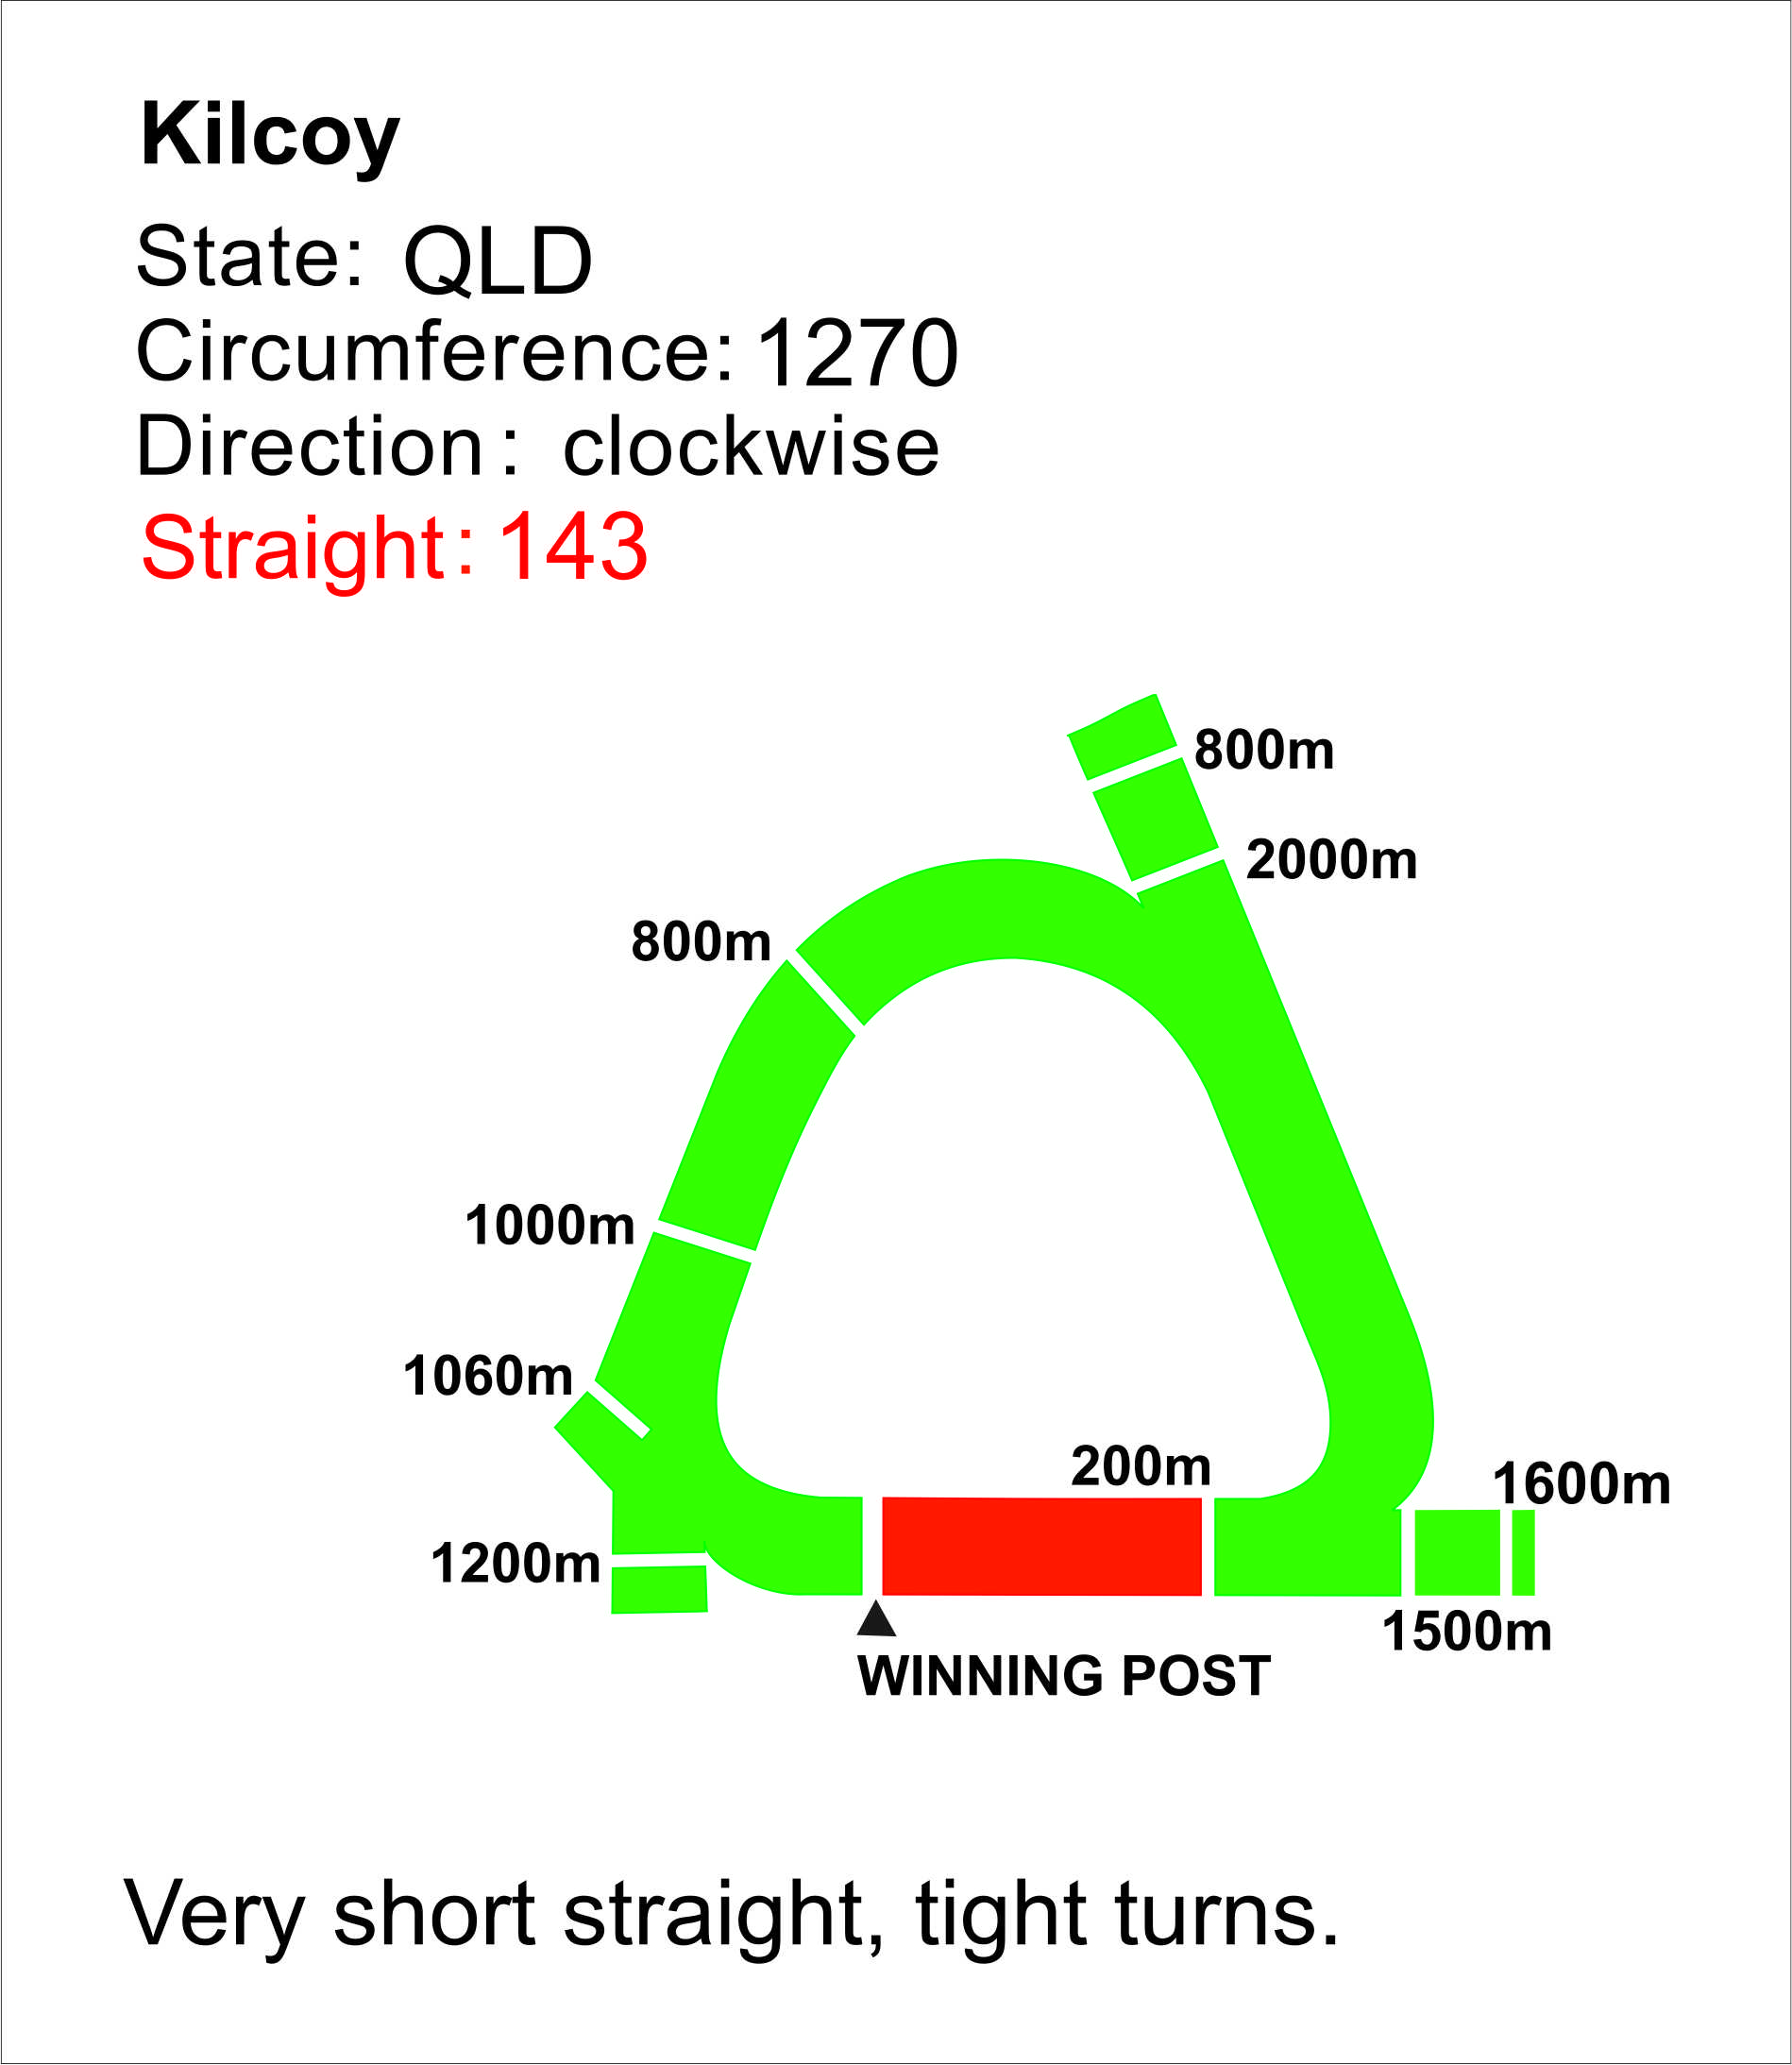 Kilcoy
State: QLD
Circumference: 1270
Direction : clockwise
Straight: 143
800m
2000m
800m
1000m
1060m
200m
1600m
1200m
1500m
WINNING POST
Very short straight, tight turns.